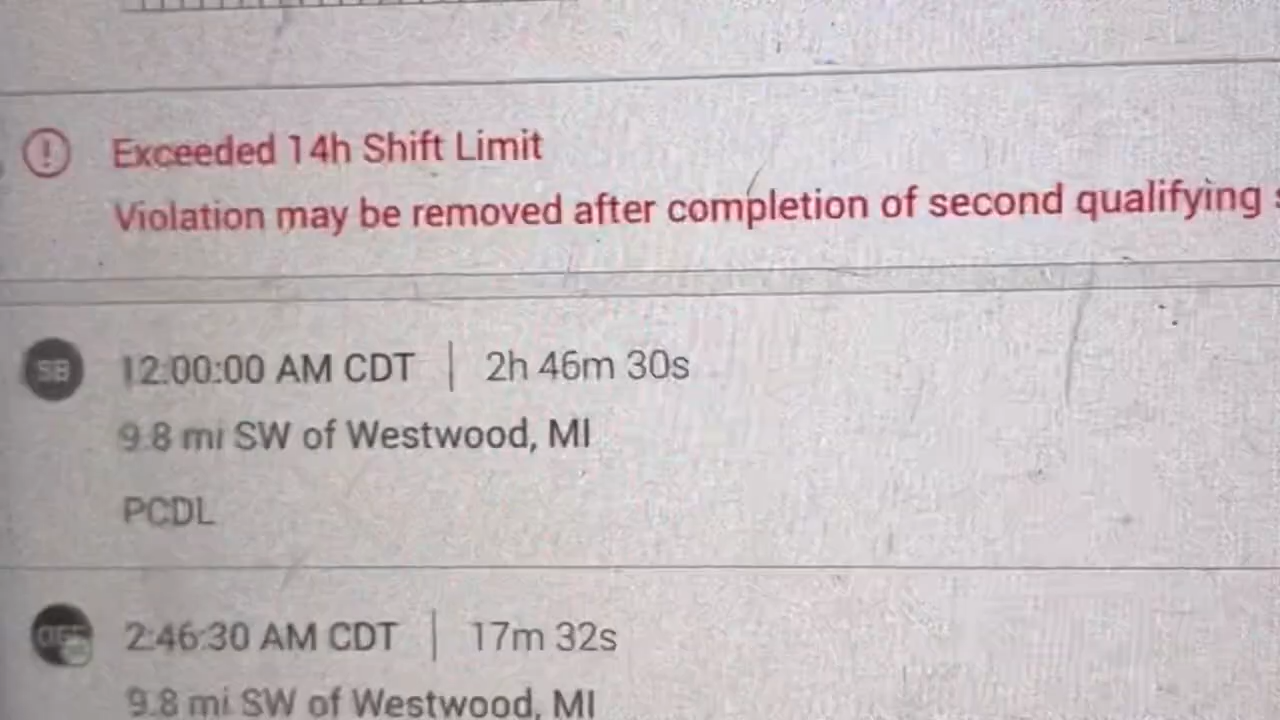 Exceeded 14h Shift Limit
Violation may be removed after completion of second qualifying
SB
12:00:00 AM CDT | 2h 46m 30s
9.8 mi SW of Westwood, MI
PCDL
OFF
2:46:30 AM CDT | 17m 32s
9.8 mi SW of Westwood, MI